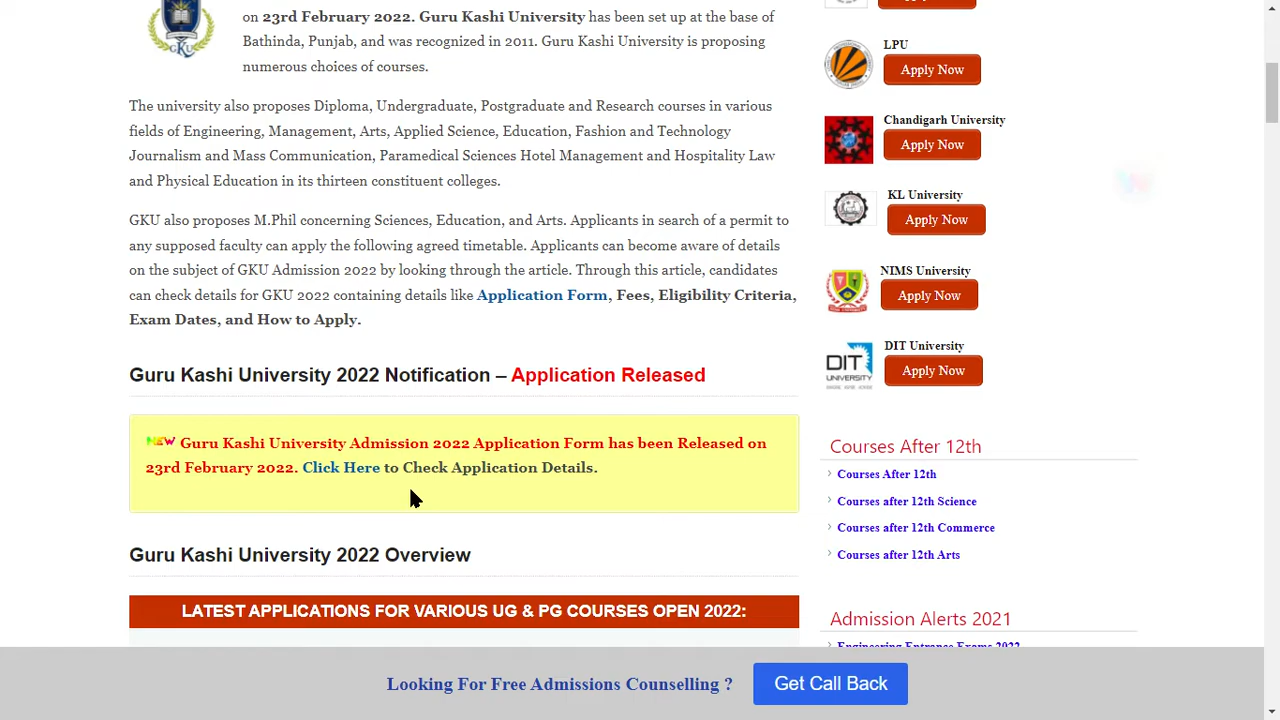 on 23rd February 2022. Guru Kashi University has been set up at the base of
Bathinda, Punjab, and was recognized in 2011. Guru Kashi University is proposing
numerous choices of courses.
The university also proposes Diploma, Undergraduate, Postgraduate and Research courses in various
fields of Engineering, Management, Arts, Applied Science, Education, Fashion and Technology
Journalism and Mass Communication, Paramedical Sciences Hotel Management and Hospitality Law
and Physical Education in its thirteen constituent colleges.
GKU also proposes M.Phil concerning Sciences, Education, and Arts. Applicants in search of a permit to
any supposed faculty can apply the following agreed timetable. Applicants can become aware of details
on the subject of GKU Admission 2022 by looking through the article. Through this article, candidates
can check details for GKU 2022 containing details like Application Form, Fees, Eligibility Criteria,
Exam Dates, and How to Apply.
Guru Kashi University 2022 Notification – Application Released
NEW Guru Kashi University Admission 2022 Application Form has been Released on
23rd February 2022. Click Here to Check Application Details.
Guru Kashi University 2022 Overview
LATEST APPLICATIONS FOR VARIOUS UG & PG COURSES OPEN 2022:
LPU
Apply Now
Chandigarh University
Apply Now
KL University
Apply Now
NIMS University
Apply Now
DIT
UNIVERSITY
DIT University
Apply Now
Courses After 12th
Courses After 12th
Courses after 12th Science
Courses after 12th Commerce
Courses after 12th Arts
Admission Alerts 2021
Engineering Entrance Exams 2022
Looking For Free Admissions Counselling ?
Get Call Back